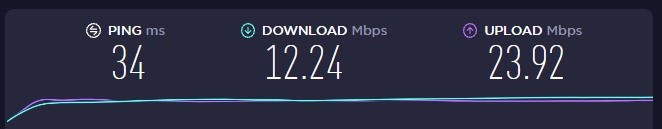 PING ms DOWNLOAD Mbps UPLOAD Mbps
34 12.24 23.92